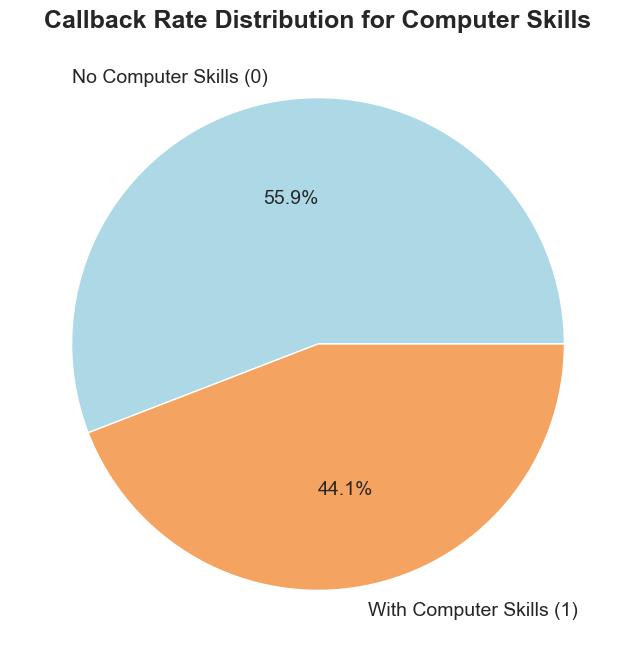 Callback Rate Distribution for Computer Skills
No Computer Skills (0)
55.9%
44.1%
With Computer Skills (1)